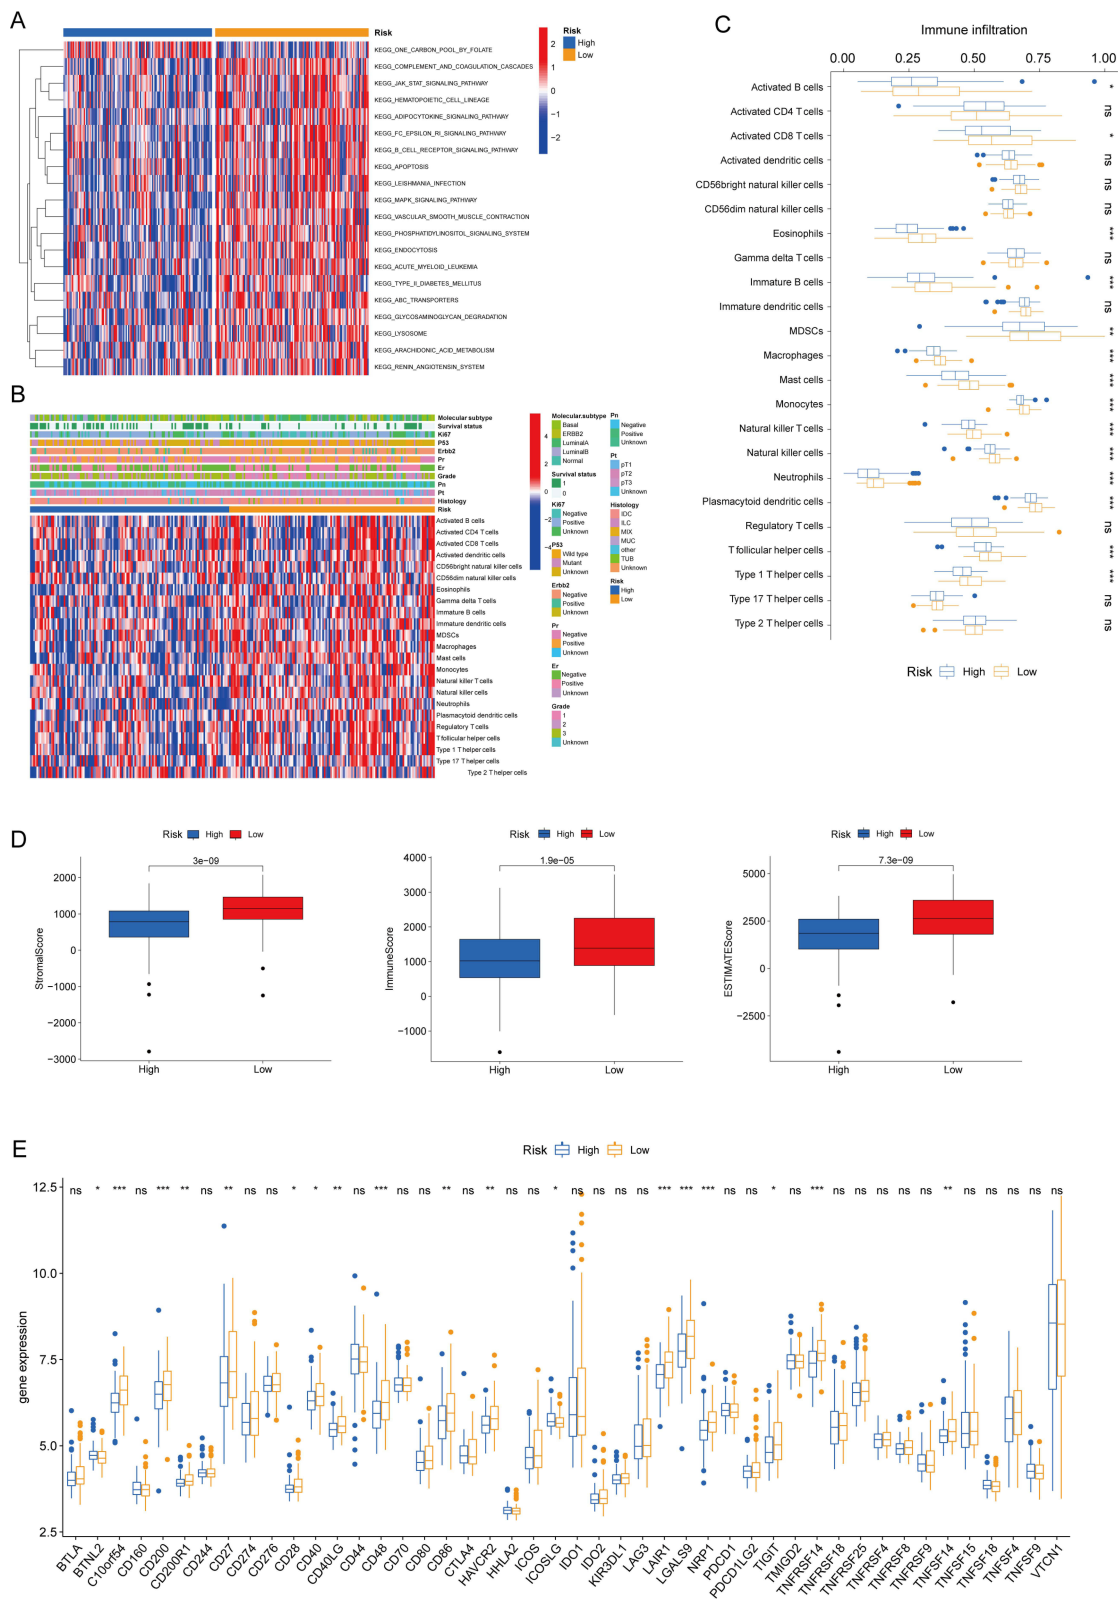 A
Risk
Risk
High
Low
2
1
0
−1
−2
KEGG_ONE_CARBON_POOL_BY_FOLATE
KEGG_COMPLEMENT_AND_COAGULATION_CASCADES
KEGG_JAK_STAT_SIGNALING_PATHWAY
KEGG_HEMATOPOIETIC_CELL_LINEAGE
KEGG_ADIPOCYTOKINE_SIGNALING_PATHWAY
KEGG_FC_EPSILON_RI_SIGNALING_PATHWAY
KEGG_B_CELL_RECEPTOR_SIGNALING_PATHWAY
KEGG_APOPTOSIS
KEGG_LEISHMANIA_INFECTION
KEGG_MAPK_SIGNALING_PATHWAY
KEGG_VASCULAR_SMOOTH_MUSCLE_CONTRACTION
KEGG_PHOSPHATIDYLINOSITOL_SIGNALING_SYSTEM
KEGG_ENDOCYTOSIS
KEGG_ACUTE_MYELOID_LEUKEMIA
KEGG_TYPE_II_DIABETES_MELLITUS
KEGG_ABC_TRANSPORTERS
KEGG_GLYCOSAMINOGLYCAN_DEGRADATION
KEGG_LYSOSOME
KEGG_ARACHIDONIC_ACID_METABOLISM
KEGG_RENIN_ANGIOTENSIN_SYSTEM
B
Molecular subtype
Survival status
Ki67
P53
Erbb2
Pr
Er
Grade
Pn
Pt
Histology
Risk
Activated B cells
Activated CD4 T cells
Activated CD8 T cells
Activated dendritic cells
CD56bright natural killer cells
CD56dim natural killer cells
Eosinophils
Gamma delta T cells
Immature B cells
Immature dendritic cells
MDSCs
Macrophages
Mast cells
Monocytes
Natural killer T cells
Natural killer cells
Neutrophils
Plasmacytoid dendritic cells
Regulatory T cells
T follicular helper cells
Type 1 T helper cells
Type 17 T helper cells
Type 2 T helper cells
4
2
0
−2
−4
Molecular.subtype
Basal
ERBB2
LuminalA
LuminalB
Normal
Survival status
1
0
Ki67
Negative
Positive
Unknown
P53
Wild type
Mutant
Unknown
Erbb2
Negative
Positive
Unknown
Pr
Negative
Positive
Unknown
Er
Negative
Positive
Unknown
Grade
1
2
3
Unknown
Pn
Negative
Positive
Unknown
Pt
pT1
pT2
pT3
Unknown
Histology
IDC
ILC
MIX
MUC
other
TUB
Unknown
Risk
High
Low
C
Immune infiltration
0.00 0.25 0.50 0.75 1.00
Activated B cells *
Activated CD4 T cells ns
Activated CD8 T cells *
Activated dendritic cells ns
CD56bright natural killer cells ns
CD56dim natural killer cells ns
Eosinophils ***
Gamma delta T cells ns
Immature B cells ***
Immature dendritic cells ns
MDSCs **
Macrophages ***
Mast cells ***
Monocytes ***
Natural killer T cells ***
Natural killer cells ***
Neutrophils ***
Plasmacytoid dendritic cells ***
Regulatory T cells ns
T follicular helper cells ***
Type 1 T helper cells ***
Type 17 T helper cells ns
Type 2 T helper cells ns
Risk High Low
D
Risk High Low
3e−09
StromalScore
2000
1000
0
−1000
−2000
−3000
High Low
Risk High Low
1.9e−05
ImmuneScore
4000
3000
2000
1000
0
−1000
High Low
Risk High Low
7.3e−09
ESTIMATEScore
5000
2500
0
−2500
High Low
E
Risk High Low
gene expression
12.5
10.0
7.5
5.0
2.5
ns * *** ns *** ** ns ** ns ns * * ** ns *** ns ns ** ns ** ns ns * ns ns ns ns *** *** *** ns ns * ns *** ns ns ns ns ns ** ns ns ns ns ns
BTLA BTNL2 C10orf54 CD160 CD200 CD200R1 CD244 CD27 CD274 CD276 CD28 CD40 CD40LG CD44 CD48 CD70 CD80 CD86 CTLA4 HAVCR2 HHLA2 ICOS ICOSLG IDO1 IDO2 KIR3DL1 LAG3 LAIR1 LGALS9 NRP1 PDCD1 PDCD1LG2 TIGIT TMIGD2 TNFRSF14 TNFRSF18 TNFRSF25 TNFRSF4 TNFRSF8 TNFRSF9 TNFSF14 TNFSF15 TNFSF18 TNFSF4 TNFSF9 VTCN1